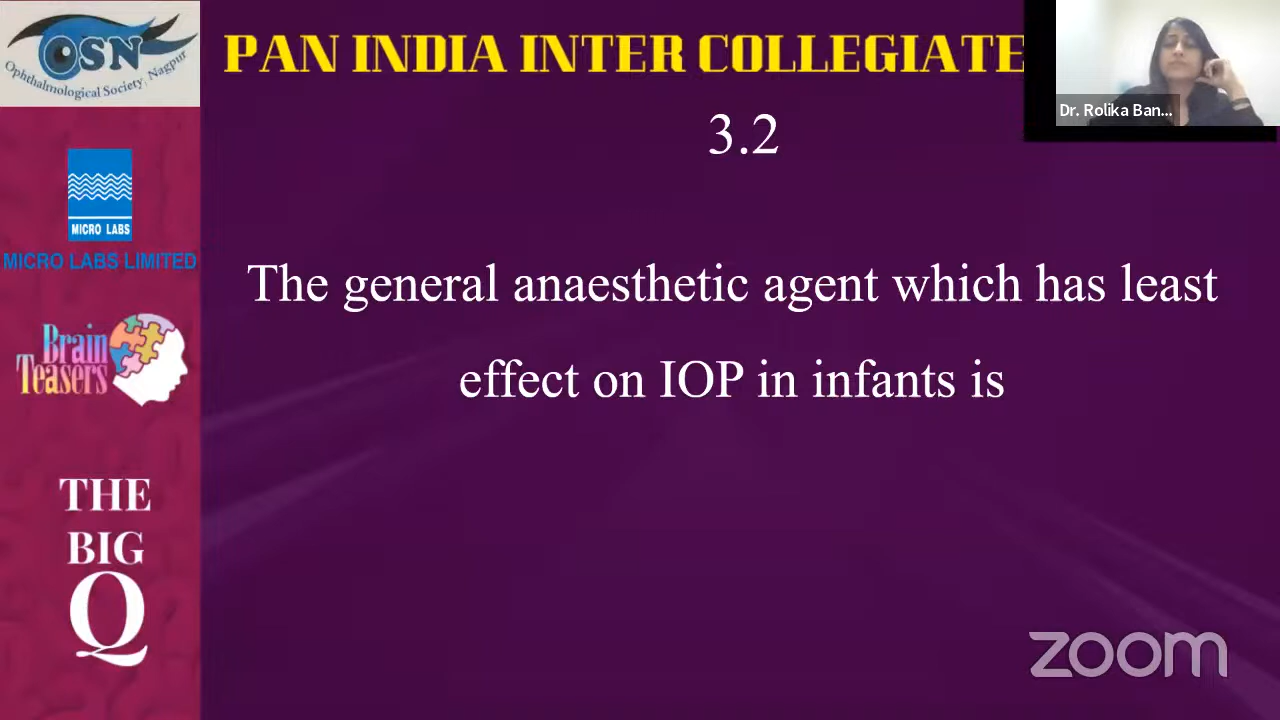 OSN
Ophthalmological Society, Nagpur
PAN INDIA INTER COLLEGIATE
Dr. Rolika Ban...
3.2
MICRO LABS
MICRO LABS LIMITED
The general anaesthetic agent which has least
effect on IOP in infants is
Brain
Teasers
THE
BIG
Q
zoom